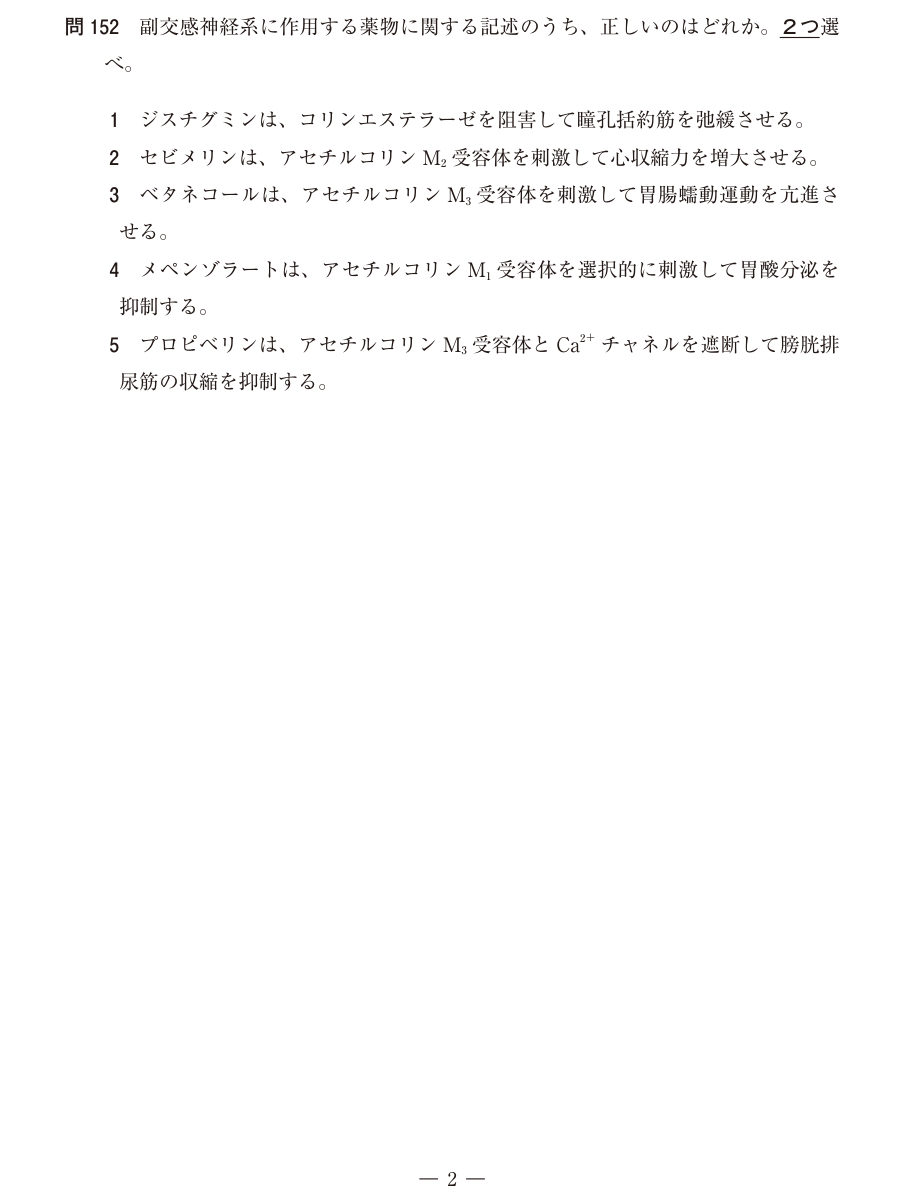 問 152　副交感神経系に作用する薬物に関する記述のうち、正しいのはどれか。２つ選
べ。
1　ジスチグミンは、コリンエステラーゼを阻害して瞳孔括約筋を弛緩させる。
2　セビメリンは、アセチルコリン M₂ 受容体を刺激して心収縮力を増大させる。
3　ベタネコールは、アセチルコリン M₃ 受容体を刺激して胃腸蠕動運動を亢進さ
せる。
4　メペンゾラートは、アセチルコリン M₁ 受容体を選択的に刺激して胃酸分泌を
抑制する。
5　プロピベリンは、アセチルコリン M₃ 受容体と Ca²⁺ チャネルを遮断して膀胱排
尿筋の収縮を抑制する。
— 2 —